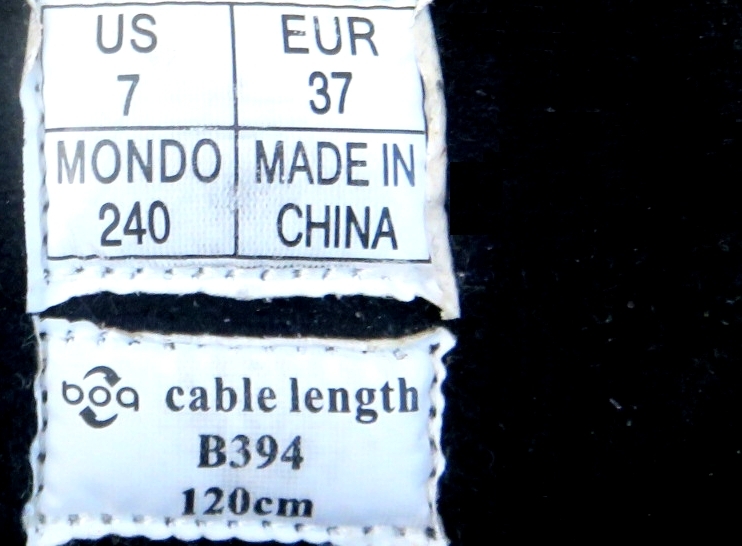 US EUR
7 37
MONDO MADE IN
240 CHINA
boa cable length
B394
120cm